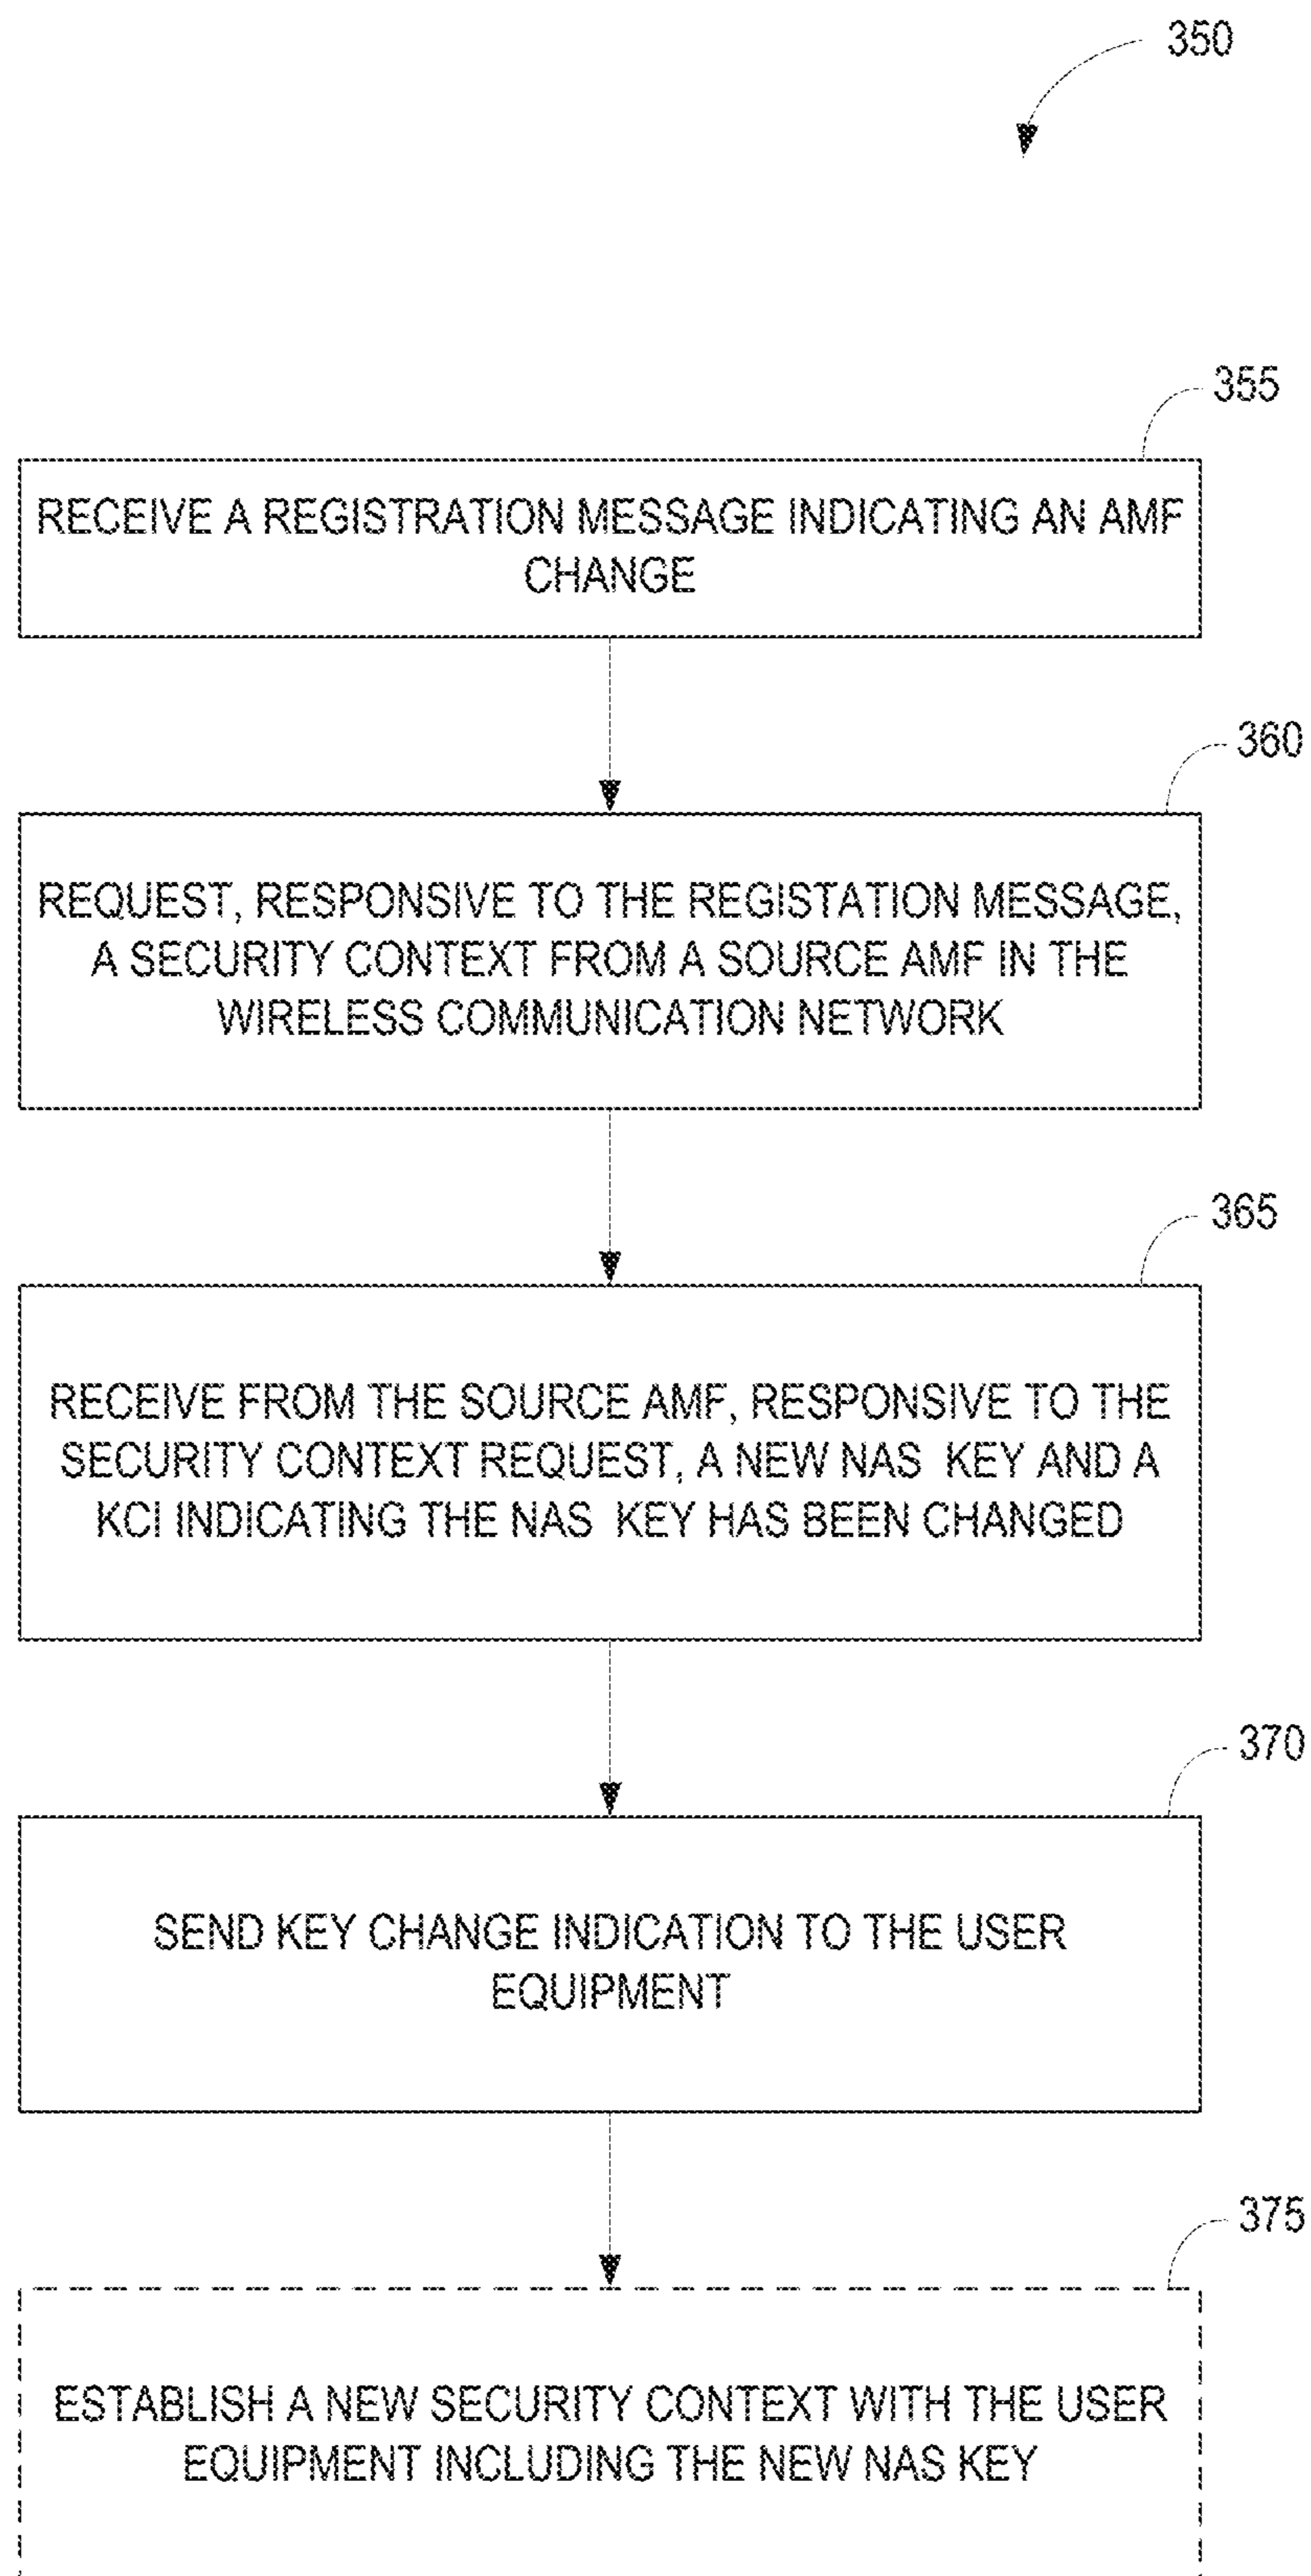 350
355
RECEIVE A REGISTRATION MESSAGE INDICATING AN AMF
CHANGE
360
REQUEST, RESPONSIVE TO THE REGISTATION MESSAGE,
A SECURITY CONTEXT FROM A SOURCE AMF IN THE
WIRELESS COMMUNICATION NETWORK
365
RECEIVE FROM THE SOURCE AMF, RESPONSIVE TO THE
SECURITY CONTEXT REQUEST, A NEW NAS KEY AND A
KCI INDICATING THE NAS KEY HAS BEEN CHANGED
370
SEND KEY CHANGE INDICATION TO THE USER
EQUIPMENT
375
ESTABLISH A NEW SECURITY CONTEXT WITH THE USER
EQUIPMENT INCLUDING THE NEW NAS KEY